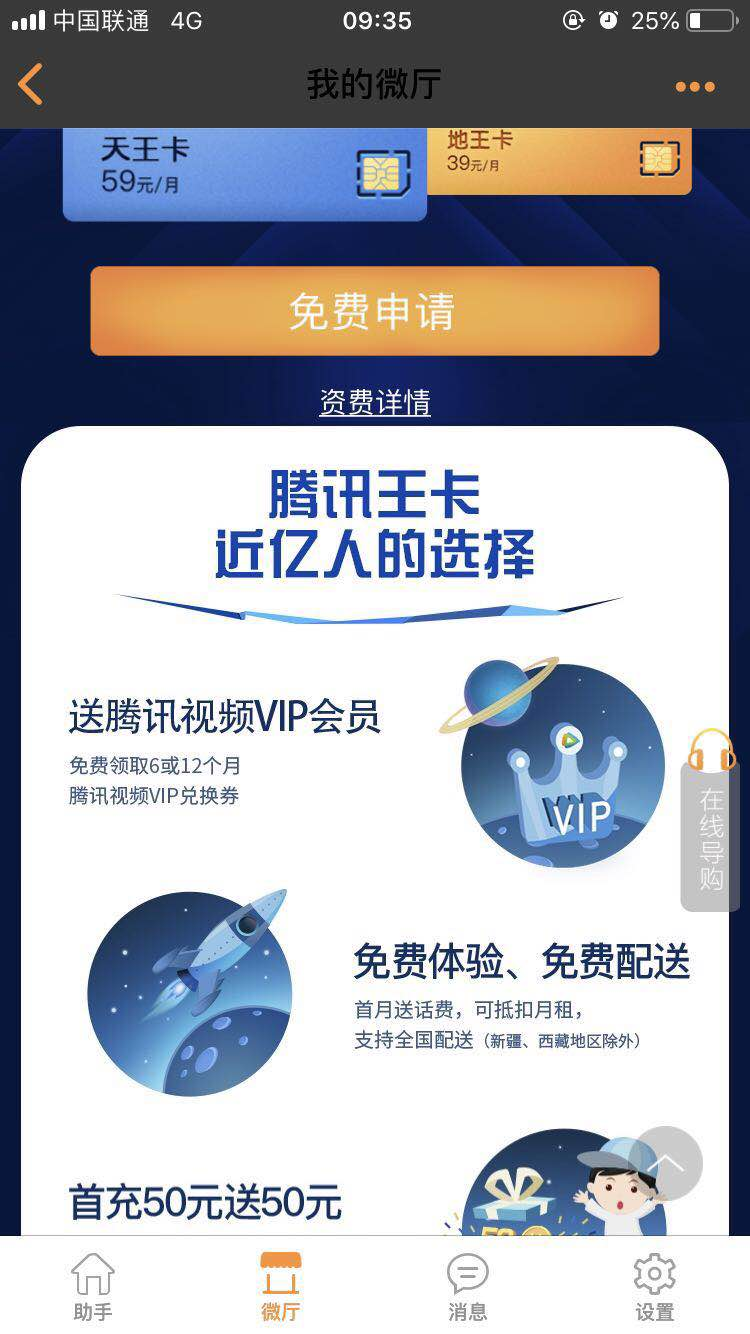 中国联通 4G 09:35 25%
我的微厅
天王卡
59元/月
地王卡
39元/月
免费申请
资费详情
腾讯王卡
近亿人的选择
送腾讯视频VIP会员
免费领取6或12个月
腾讯视频VIP兑换券
VIP
在线导购
免费体验、免费配送
首月送话费，可抵扣月租，
支持全国配送（新疆、西藏地区除外）
首充50元送50元
助手 微厅 消息 设置